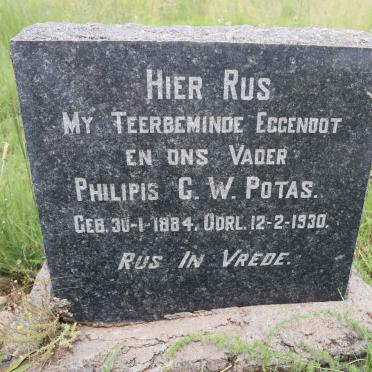 HIER RUS
MY TEERBEMINDE EGGENOOT
EN ONS VADER
PHILIPIS G. W. POTAS.
GEB. 30-1-1884, ODRL. 12-2-1930.
RUS IN VREDE.